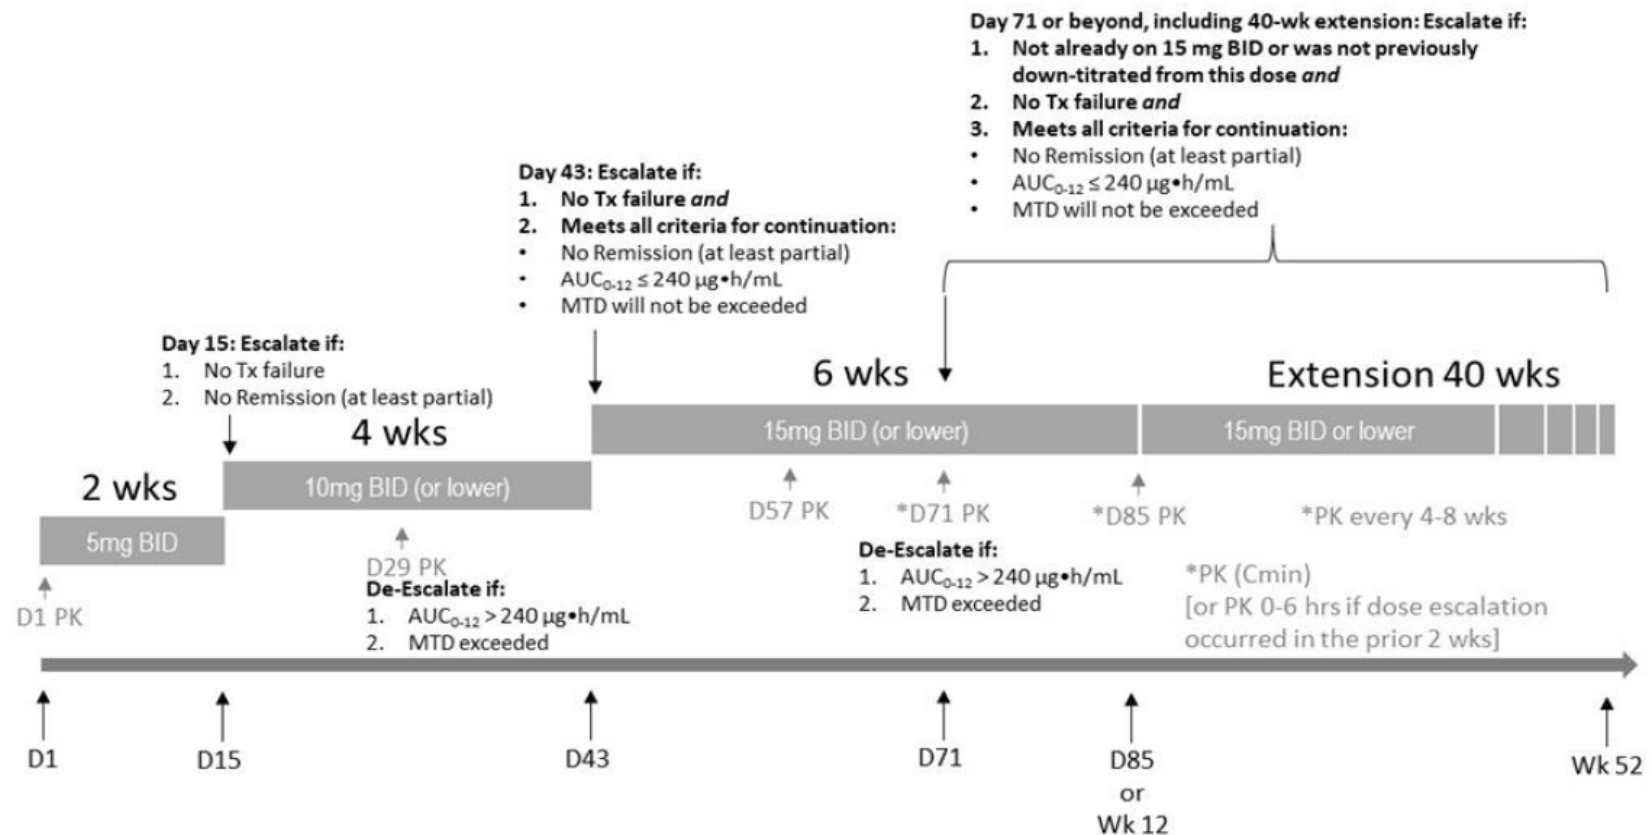 Day 71 or beyond, including 40-wk extension: Escalate if:
1. Not already on 15 mg BID or was not previously
down-titrated from this dose and
2. No Tx failure and
3. Meets all criteria for continuation:
• No Remission (at least partial)
• AUC₀₋₁₂ ≤ 240 µg•h/mL
• MTD will not be exceeded
Day 43: Escalate if:
1. No Tx failure and
2. Meets all criteria for continuation:
• No Remission (at least partial)
• AUC₀₋₁₂ ≤ 240 µg•h/mL
• MTD will not be exceeded
Day 15: Escalate if:
1. No Tx failure
2. No Remission (at least partial)
2 wks
4 wks
6 wks
Extension 40 wks
5mg BID
10mg BID (or lower)
15mg BID (or lower)
15mg BID or lower
D1 PK
D29 PK
D57 PK
*D71 PK
*D85 PK
*PK every 4-8 wks
De-Escalate if:
1. AUC₀₋₁₂ > 240 µg•h/mL
2. MTD exceeded
De-Escalate if:
1. AUC₀₋₁₂ > 240 µg•h/mL
2. MTD exceeded
*PK (Cmin)
[or PK 0-6 hrs if dose escalation
occurred in the prior 2 wks]
D1
D15
D43
D71
D85
or
Wk 12
Wk 52